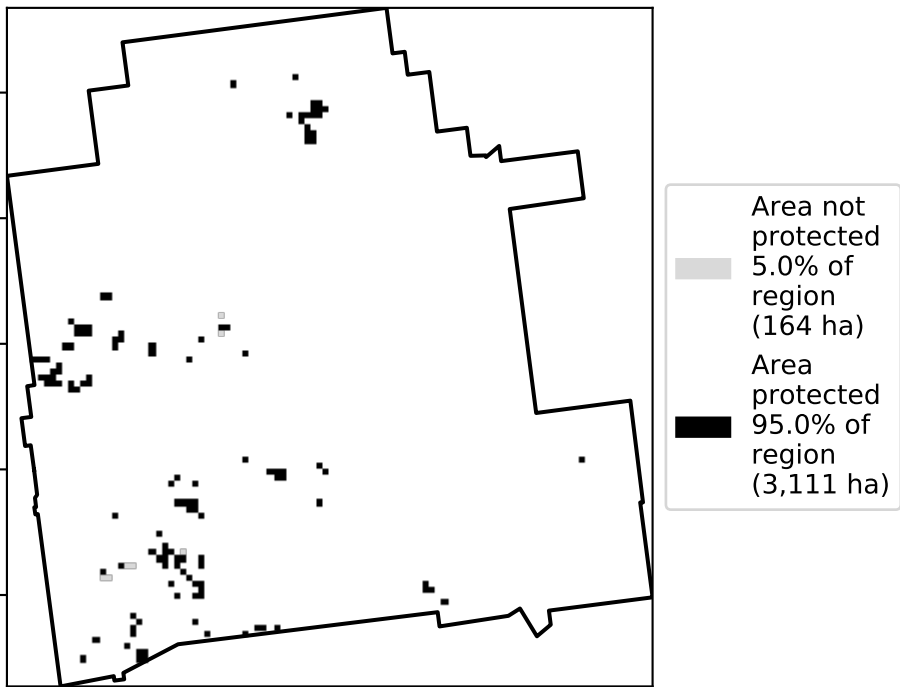 Area not
protected
5.0% of
region
(164 ha)
Area
protected
95.0% of
region
(3,111 ha)